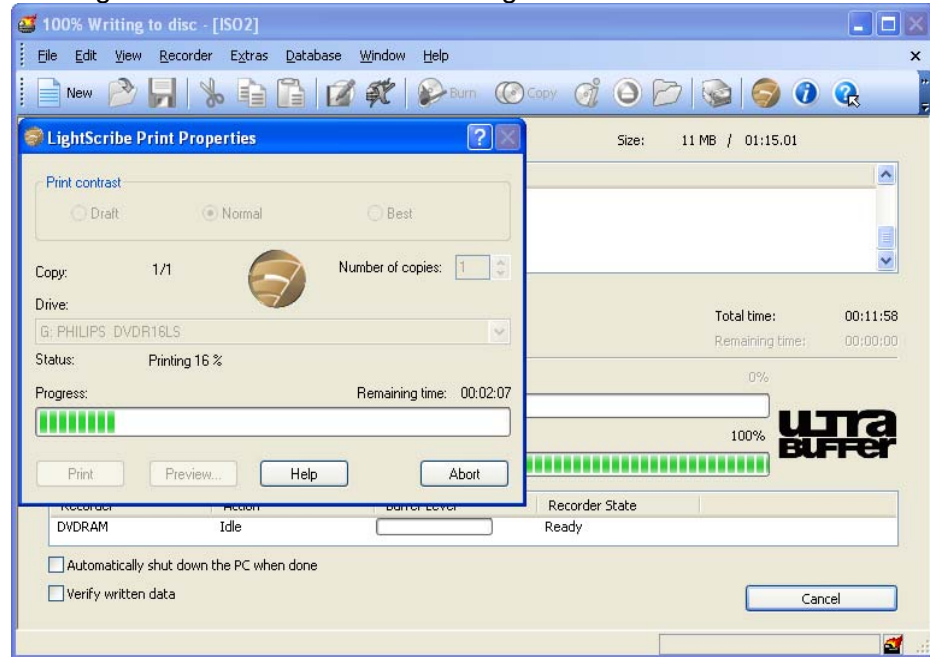 100% Writing to disc - [ISO2]
File Edit View Recorder Extras Database Window Help
New Burn Copy
LightScribe Print Properties
Size: 11 MB / 01:15.01
Print contrast
Draft Normal Best
Copy: 1/1 Number of copies: 1
Drive:
G: PHILIPS DVDR16LS
Total time: 00:11:58
Remaining time: 00:00:00
Status: Printing 16 %
0%
Progress: Remaining time: 00:02:07
100% ULTRA BUFFER
Print Preview... Help Abort
Recorder Action Buffer Level Recorder State
DVDRAM Idle Ready
Automatically shut down the PC when done
Verify written data
Cancel